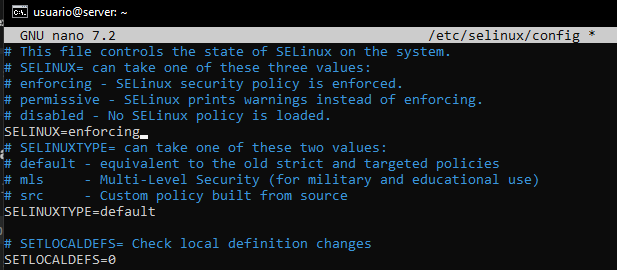 usuario@server: ~
GNU nano 7.2 /etc/selinux/config *
# This file controls the state of SELinux on the system.
# SELINUX= can take one of these three values:
# enforcing - SELinux security policy is enforced.
# permissive - SELinux prints warnings instead of enforcing.
# disabled - No SELinux policy is loaded.
SELINUX=enforcing
# SELINUXTYPE= can take one of these two values:
# default - equivalent to the old strict and targeted policies
# mls     - Multi-Level Security (for military and educational use)
# src     - Custom policy built from source
SELINUXTYPE=default
# SETLOCALDEFS= Check local definition changes
SETLOCALDEFS=0